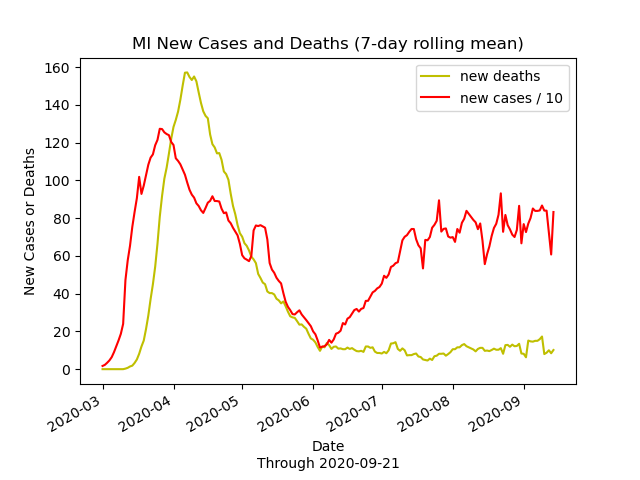 MI New Cases and Deaths (7-day rolling mean)
new deaths
new cases / 10
160
140
120
100
80
60
40
20
0
New Cases or Deaths
2020-03
2020-04
2020-05
2020-06
2020-07
2020-08
2020-09
Date
Through 2020-09-21